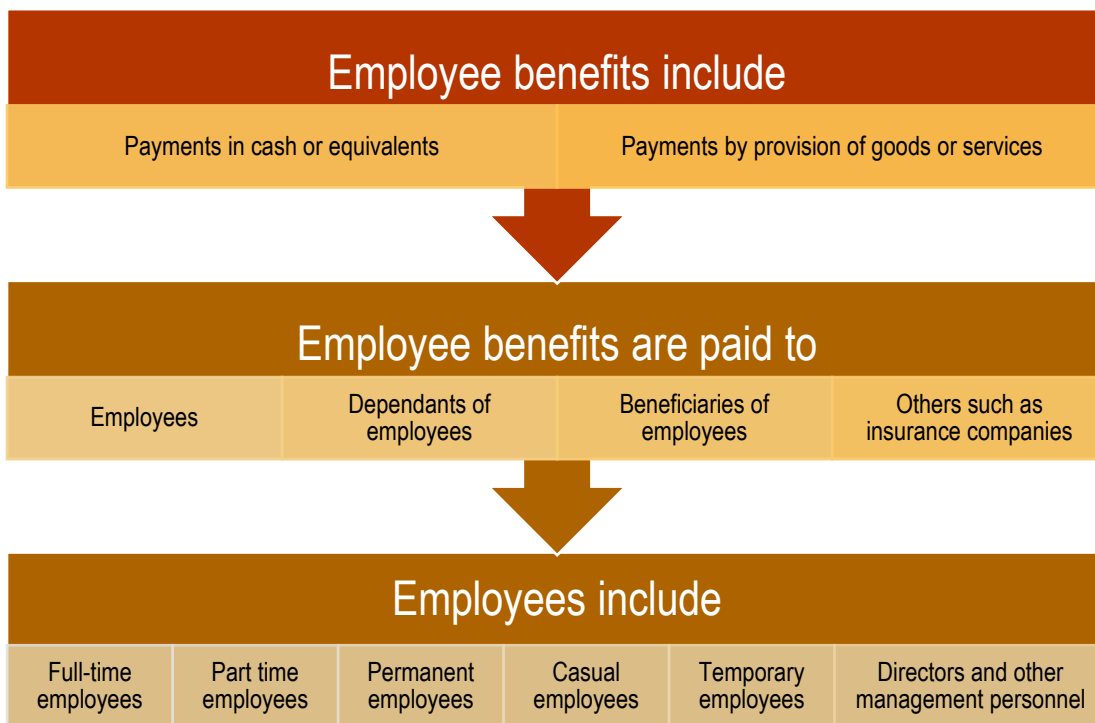 Employee benefits include
Payments in cash or equivalents
Payments by provision of goods or services
Employee benefits are paid to
Employees
Dependants of
employees
Beneficiaries of
employees
Others such as
insurance companies
Employees include
Full-time
employees
Part time
employees
Permanent
employees
Casual
employees
Temporary
employees
Directors and other
management personnel